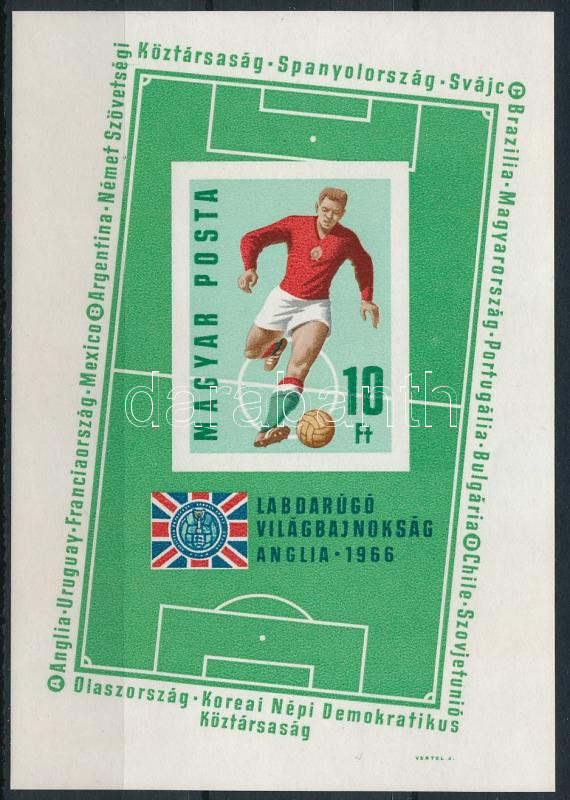 Ⓐ Anglia · Uruguay · Franciaország · Mexico Ⓑ Argentina · Német Szövetségi
Köztársaság · Spanyolország · Svájc Ⓒ
Brazilia · Magyarország · Portugália · Bulgária Ⓓ Chile · Szovjetunió
Olaszország · Koreai Népi Demokratikus
Köztársaság
MAGYAR POSTA
10
Ft
darabanth
LABDARÚGÓ
VILÁGBAJNOKSÁG
ANGLIA · 1966
VERTEL J.